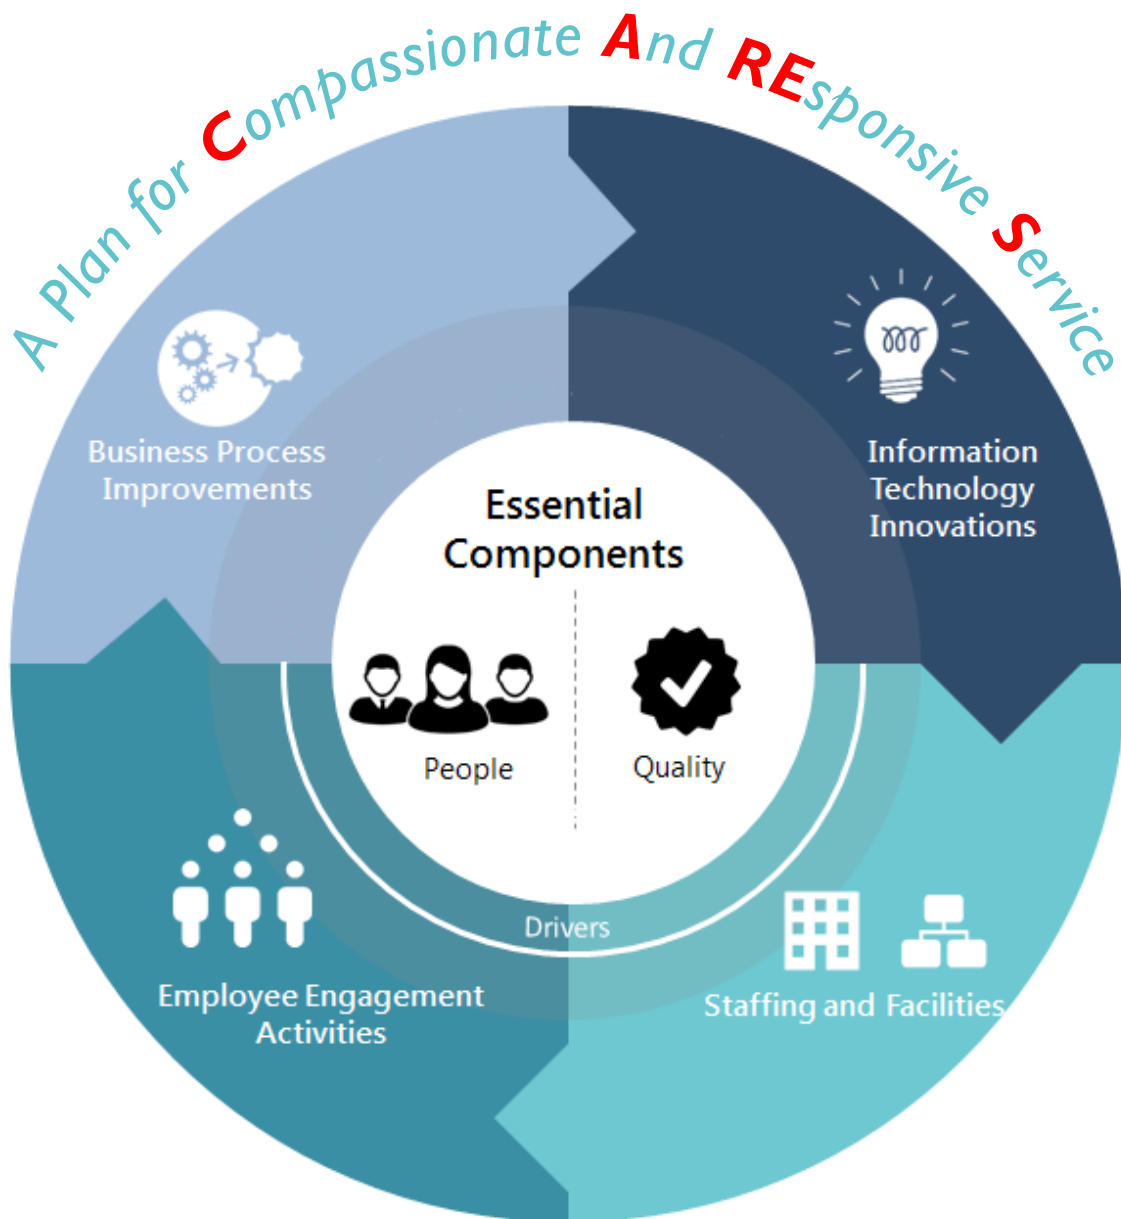 A Plan for Compassionate And REsponsive Service
Business Process
Improvements
Information
Technology
Innovations
Essential
Components
People
Quality
Drivers
Employee Engagement
Activities
Staffing and Facilities